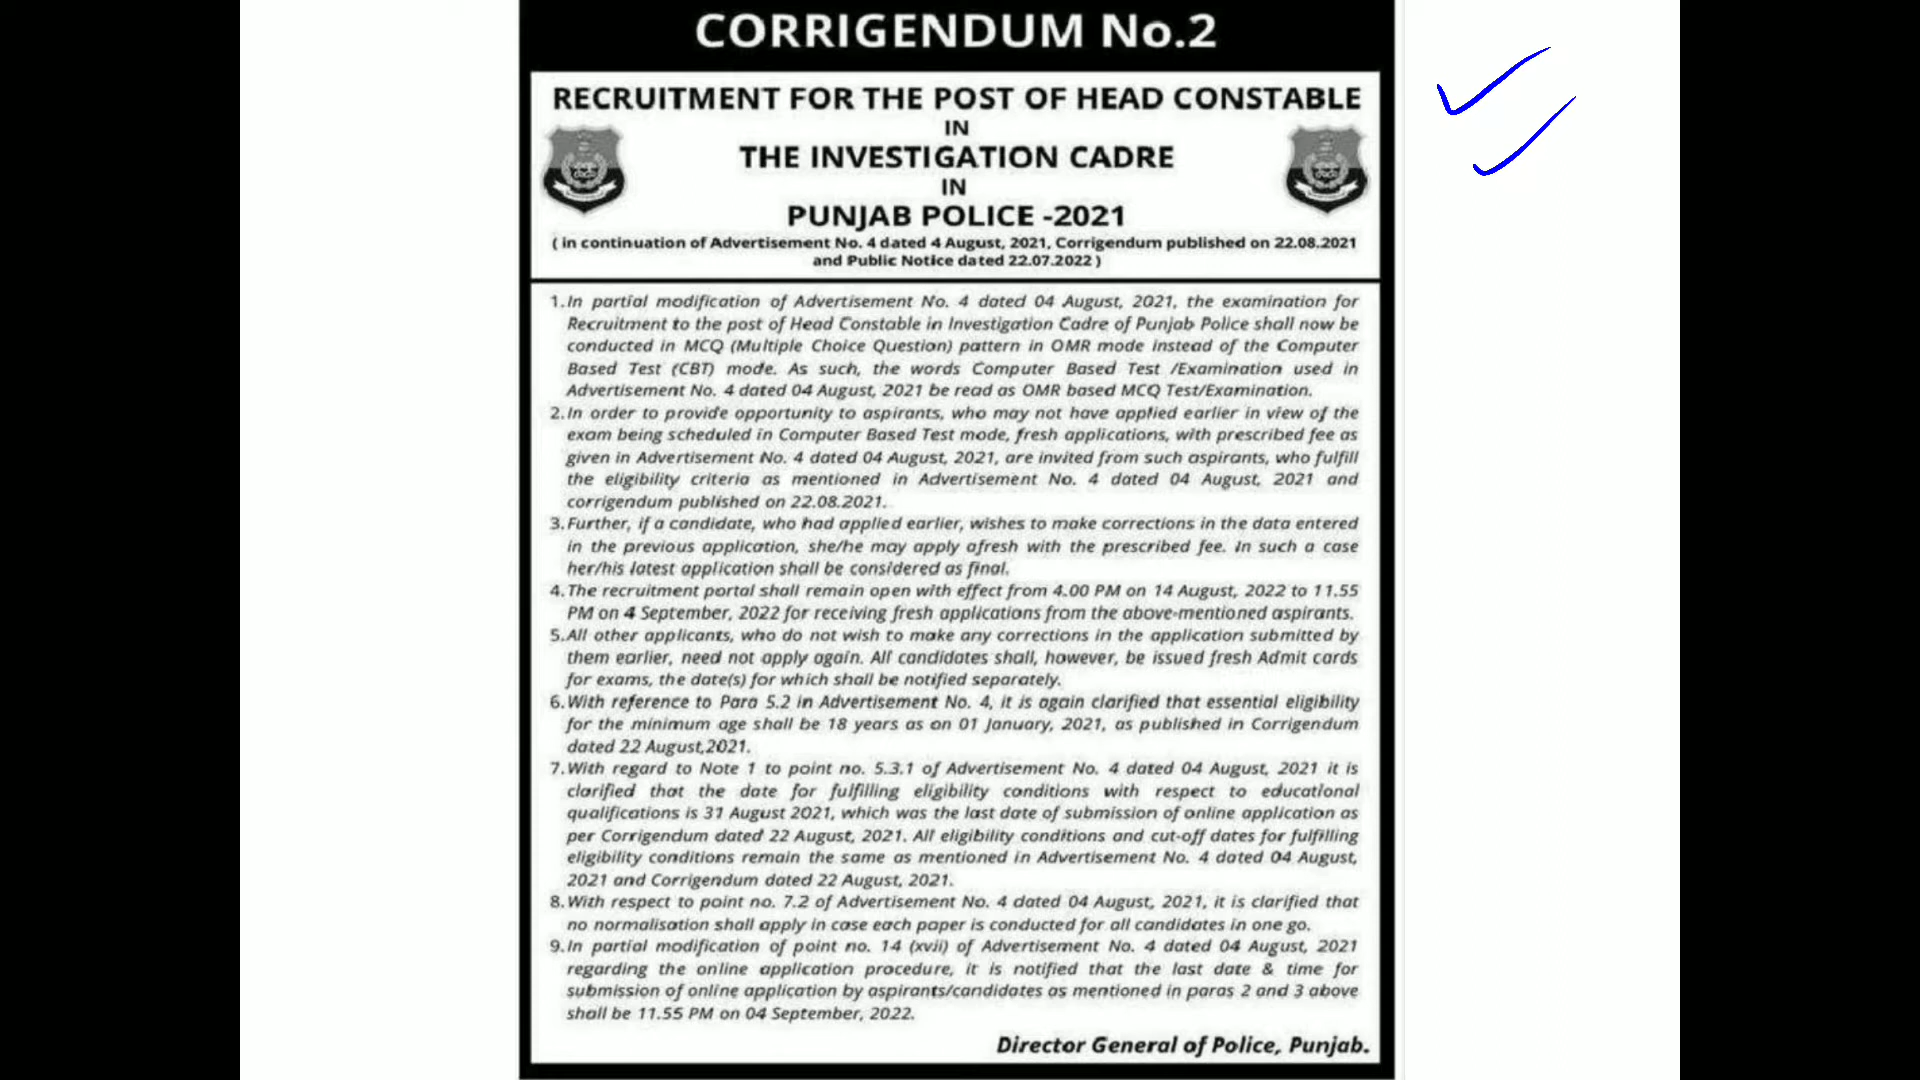 CORRIGENDUM No.2
RECRUITMENT FOR THE POST OF HEAD CONSTABLE
IN
THE INVESTIGATION CADRE
IN
PUNJAB POLICE -2021
( in continuation of Advertisement No. 4 dated 4 August, 2021, Corrigendum published on 22.08.2021
and Public Notice dated 22.07.2022 )
1. In partial modification of Advertisement No. 4 dated 04 August, 2021, the examination for
Recruitment to the post of Head Constable in Investigation Cadre of Punjab Police shall now be
conducted in MCQ (Multiple Choice Question) pattern in OMR mode instead of the Computer
Based Test (CBT) mode. As such, the words Computer Based Test /Examination used in
Advertisement No. 4 dated 04 August, 2021 be read as OMR based MCQ Test/Examination.
2. In order to provide opportunity to aspirants, who may not have applied earlier in view of the
exam being scheduled in Computer Based Test mode, fresh applications, with prescribed fee as
given in Advertisement No. 4 dated 04 August, 2021, are invited from such aspirants, who fulfill
the eligibility criteria as mentioned in Advertisement No. 4 dated 04 August, 2021 and
corrigendum published on 22.08.2021.
3. Further, if a candidate, who had applied earlier, wishes to make corrections in the data entered
in the previous application, she/he may apply afresh with the prescribed fee. In such a case
her/his latest application shall be considered as final.
4. The recruitment portal shall remain open with effect from 4.00 PM on 14 August, 2022 to 11.55
PM on 4 September, 2022 for receiving fresh applications from the above-mentioned aspirants.
5. All other applicants, who do not wish to make any corrections in the application submitted by
them earlier, need not apply again. All candidates shall, however, be issued fresh Admit cards
for exams, the date(s) for which shall be notified separately.
6. With reference to Para 5.2 in Advertisement No. 4, it is again clarified that essential eligibility
for the minimum age shall be 18 years as on 01 January, 2021, as published in Corrigendum
dated 22 August,2021.
7. With regard to Note 1 to point no. 5.3.1 of Advertisement No. 4 dated 04 August, 2021 it is
clarified that the date for fulfilling eligibility conditions with respect to educational
qualifications is 31 August 2021, which was the last date of submission of online application as
per Corrigendum dated 22 August, 2021. All eligibility conditions and cut-off dates for fulfilling
eligibility conditions remain the same as mentioned in Advertisement No. 4 dated 04 August,
2021 and Corrigendum dated 22 August, 2021.
8. With respect to point no. 7.2 of Advertisement No. 4 dated 04 August, 2021, it is clarified that
no normalisation shall apply in case each paper is conducted for all candidates in one go.
9. In partial modification of point no. 14 (xvii) of Advertisement No. 4 dated 04 August, 2021
regarding the online application procedure, it is notified that the last date & time for
submission of online application by aspirants/candidates as mentioned in paras 2 and 3 above
shall be 11.55 PM on 04 September, 2022.
Director General of Police, Punjab.